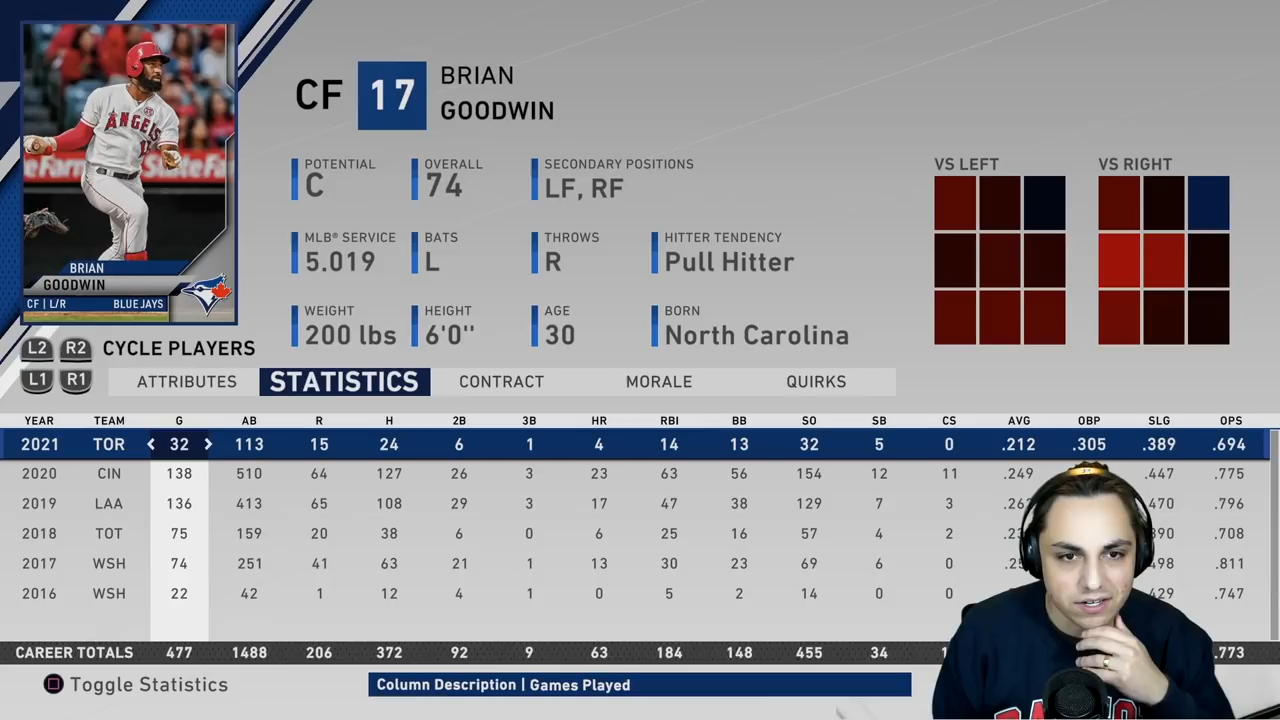 CF 17 BRIAN
GOODWIN
POTENTIAL OVERALL SECONDARY POSITIONS VS LEFT VS RIGHT
C 74 LF, RF
MLB® SERVICE BATS THROWS HITTER TENDENCY
5.019 L R Pull Hitter
WEIGHT HEIGHT AGE BORN
200 lbs 6'0" 30 North Carolina
ANGELS
BRIAN
GOODWIN
CF | L/R BLUE JAYS
L2 R2 CYCLE PLAYERS
L1 R1 ATTRIBUTES STATISTICS CONTRACT MORALE QUIRKS
YEAR TEAM G AB R H 2B 3B HR RBI BB SO SB CS AVG OBP SLG OPS
2021 TOR < 32 > 113 15 24 6 1 4 14 13 32 5 0 .212 .305 .389 .694
2020 CIN 138 510 64 127 26 3 23 63 56 154 12 11 .249 .447 .775
2019 LAA 136 413 65 108 29 3 17 47 38 129 7 3 .470 .796
2018 TOT 75 159 20 38 6 0 6 25 16 57 4 2 .708
2017 WSH 74 251 41 63 21 1 13 30 23 69 6 0 .811
2016 WSH 22 42 1 12 4 1 0 5 2 14 0 0 .747
CAREER TOTALS 477 1488 206 372 92 9 63 184 148 455 34 .773
Toggle Statistics Column Description | Games Played